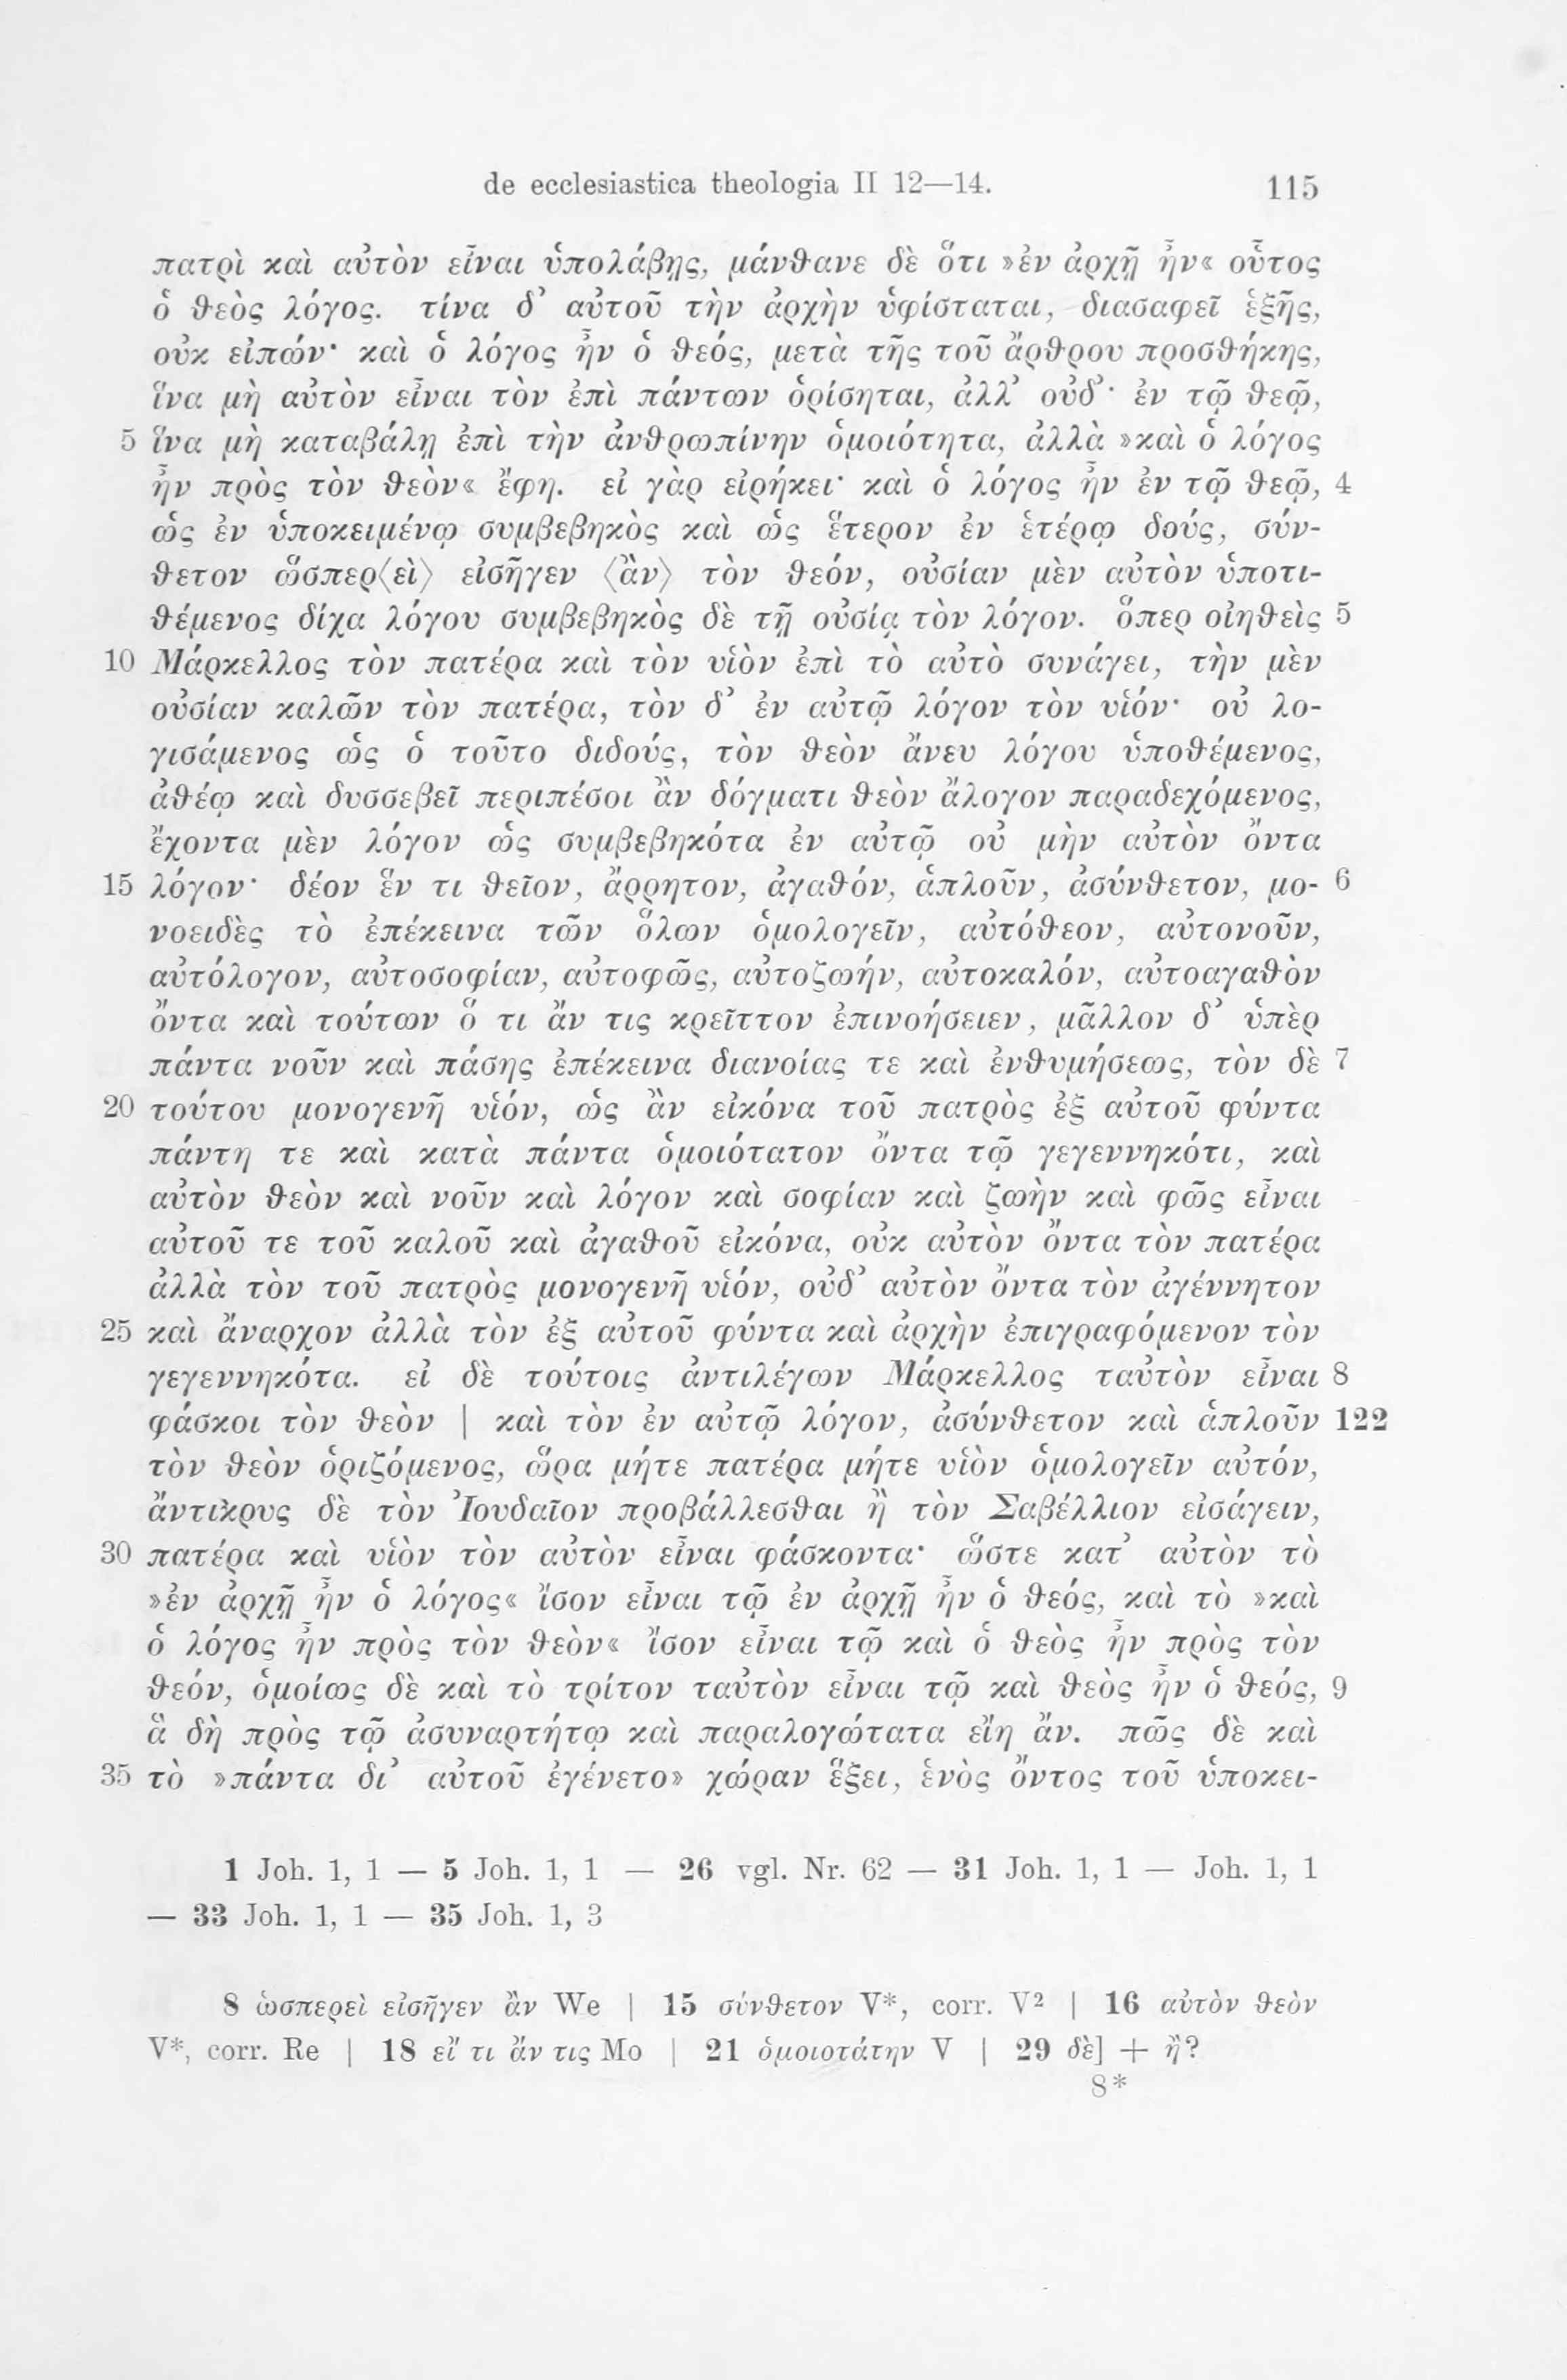 de ecclesiastica theologia II 12—14. 115
πατρὶ καὶ αὐτὸν εἶναι ὑπολάβῃς, μάνθανε δὲ ὅτι »ἐν ἀρχῇ ἦν« οὗτος
ὁ θεὸς λόγος. τίνα δ’ αὐτοῦ τὴν ἀρχὴν ὑφίσταται, διασαφεῖ ἑξῆς,
οὐκ εἰπών· καὶ ὁ λόγος ἦν ὁ θεός, μετὰ τῆς τοῦ ἄρθρου προσθήκης,
ἵνα μὴ αὐτὸν εἶναι τὸν ἐπὶ πάντων ὁρίσηται, ἀλλ’ οὐδ’· ἐν τῷ θεῷ,
5 ἵνα μὴ καταβάλῃ ἐπὶ τὴν ἀνθρωπίνην ὁμοιότητα, ἀλλὰ »καὶ ὁ λόγος
ἦν πρὸς τὸν θεὸν« ἔφη. εἰ γὰρ εἰρήκει· καὶ ὁ λόγος ἦν ἐν τῷ θεῷ, 4
ὡς ἐν ὑποκειμένῳ συμβεβηκὸς καὶ ὡς ἕτερον ἐν ἑτέρῳ δούς, σύν-
θετον ὥσπερ⟨εὶ⟩ εἰσῆγεν ⟨ἂν⟩ τὸν θεόν, οὐσίαν μὲν αὐτὸν ὑποτι-
θέμενος δίχα λόγου συμβεβηκὸς δὲ τῇ οὐσίᾳ τὸν λόγον. ὅπερ οἰηθεὶς 5
10 Μάρκελλος τὸν πατέρα καὶ τὸν υἱὸν ἐπὶ τὸ αὐτὸ συνάγει, τὴν μὲν
οὐσίαν καλῶν τὸν πατέρα, τὸν δ’ ἐν αὐτῷ λόγον τὸν υἱόν· οὐ λο-
γισάμενος ὡς ὁ τοῦτο διδούς, τὸν θεὸν ἄνευ λόγου ὑποθέμενος,
ἀθέῳ καὶ δυσσεβεῖ περιπέσοι ἂν δόγματι θεὸν ἄλογον παραδεχόμενος,
ἔχοντα μὲν λόγον ὡς συμβεβηκότα ἐν αὐτῷ οὐ μὴν αὐτὸν ὄντα
15 λόγον· δέον ἕν τι θεῖον, ἄρρητον, ἀγαθόν, ἁπλοῦν, ἀσύνθετον, μο- 6
νοειδὲς τὸ ἐπέκεινα τῶν ὅλων ὁμολογεῖν, αὐτόθεον, αὐτονοῦν,
αὐτόλογον, αὐτοσοφίαν, αὐτοφῶς, αὐτοζωήν, αὐτοκαλόν, αὐτοαγαθὸν
ὄντα καὶ τούτων ὅ τι ἄν τις κρεῖττον ἐπινοήσειεν, μᾶλλον δ’ ὑπὲρ
πάντα νοῦν καὶ πάσης ἐπέκεινα διανοίας τε καὶ ἐνθυμήσεως, τὸν δὲ 7
20 τούτου μονογενῆ υἱόν, ὡς ἂν εἰκόνα τοῦ πατρὸς ἐξ αὐτοῦ φύντα
πάντη τε καὶ κατὰ πάντα ὁμοιότατον ὄντα τῷ γεγεννηκότι, καὶ
αὐτὸν θεὸν καὶ νοῦν καὶ λόγον καὶ σοφίαν καὶ ζωὴν καὶ φῶς εἶναι
αὐτοῦ τε τοῦ καλοῦ καὶ ἀγαθοῦ εἰκόνα, οὐκ αὐτὸν ὄντα τὸν πατέρα
ἀλλὰ τὸν τοῦ πατρὸς μονογενῆ υἱόν, οὐδ’ αὐτὸν ὄντα τὸν ἀγέννητον
25 καὶ ἄναρχον ἀλλὰ τὸν ἐξ αὐτοῦ φύντα καὶ ἀρχὴν ἐπιγραφόμενον τὸν
γεγεννηκότα. εἰ δὲ τούτοις ἀντιλέγων Μάρκελλος ταὐτὸν εἶναι 8
φάσκοι τὸν θεὸν | καὶ τὸν ἐν αὐτῷ λόγον, ἀσύνθετον καὶ ἁπλοῦν 122
τὸν θεὸν ὁριζόμενος, ὥρα μήτε πατέρα μήτε υἱὸν ὁμολογεῖν αὐτόν,
ἄντικρυς δὲ τὸν Ἰουδαῖον προβάλλεσθαι ἢ τὸν Σαβέλλιον εἰσάγειν,
30 πατέρα καὶ υἱὸν τὸν αὐτὸν εἶναι φάσκοντα· ὥστε κατ’ αὐτὸν τὸ
»ἐν ἀρχῇ ἦν ὁ λόγος« ἴσον εἶναι τῷ ἐν ἀρχῇ ἦν ὁ θεός, καὶ τὸ »καὶ
ὁ λόγος ἦν πρὸς τὸν θεὸν« ἴσον εἶναι τῷ καὶ ὁ θεὸς ἦν πρὸς τὸν
θεόν, ὁμοίως δὲ καὶ τὸ τρίτον ταὐτὸν εἶναι τῷ καὶ θεὸς ἦν ὁ θεός, 9
ἃ δὴ πρὸς τῷ ἀσυναρτήτῳ καὶ παραλογώτατα εἴη ἄν. πῶς δὲ καὶ
35 τὸ »πάντα δι’ αὐτοῦ ἐγένετο» χώραν ἕξει, ἑνὸς ὄντος τοῦ ὑποκει-
1 Joh. 1, 1 — 5 Joh. 1, 1 — 26 vgl. Nr. 62 — 31 Joh. 1, 1 — Joh. 1, 1
— 33 Joh. 1, 1 — 35 Joh. 1, 3
8 ὡσπερεὶ εἰσῆγεν ἂν We | 15 σύνθετον V*, corr. V² | 16 αὐτὸν θεὸν
V*, corr. Re | 18 εἴ τι ἄν τις Mo | 21 ὁμοιοτάτην V | 29 δὲ] + ἢ?
8*